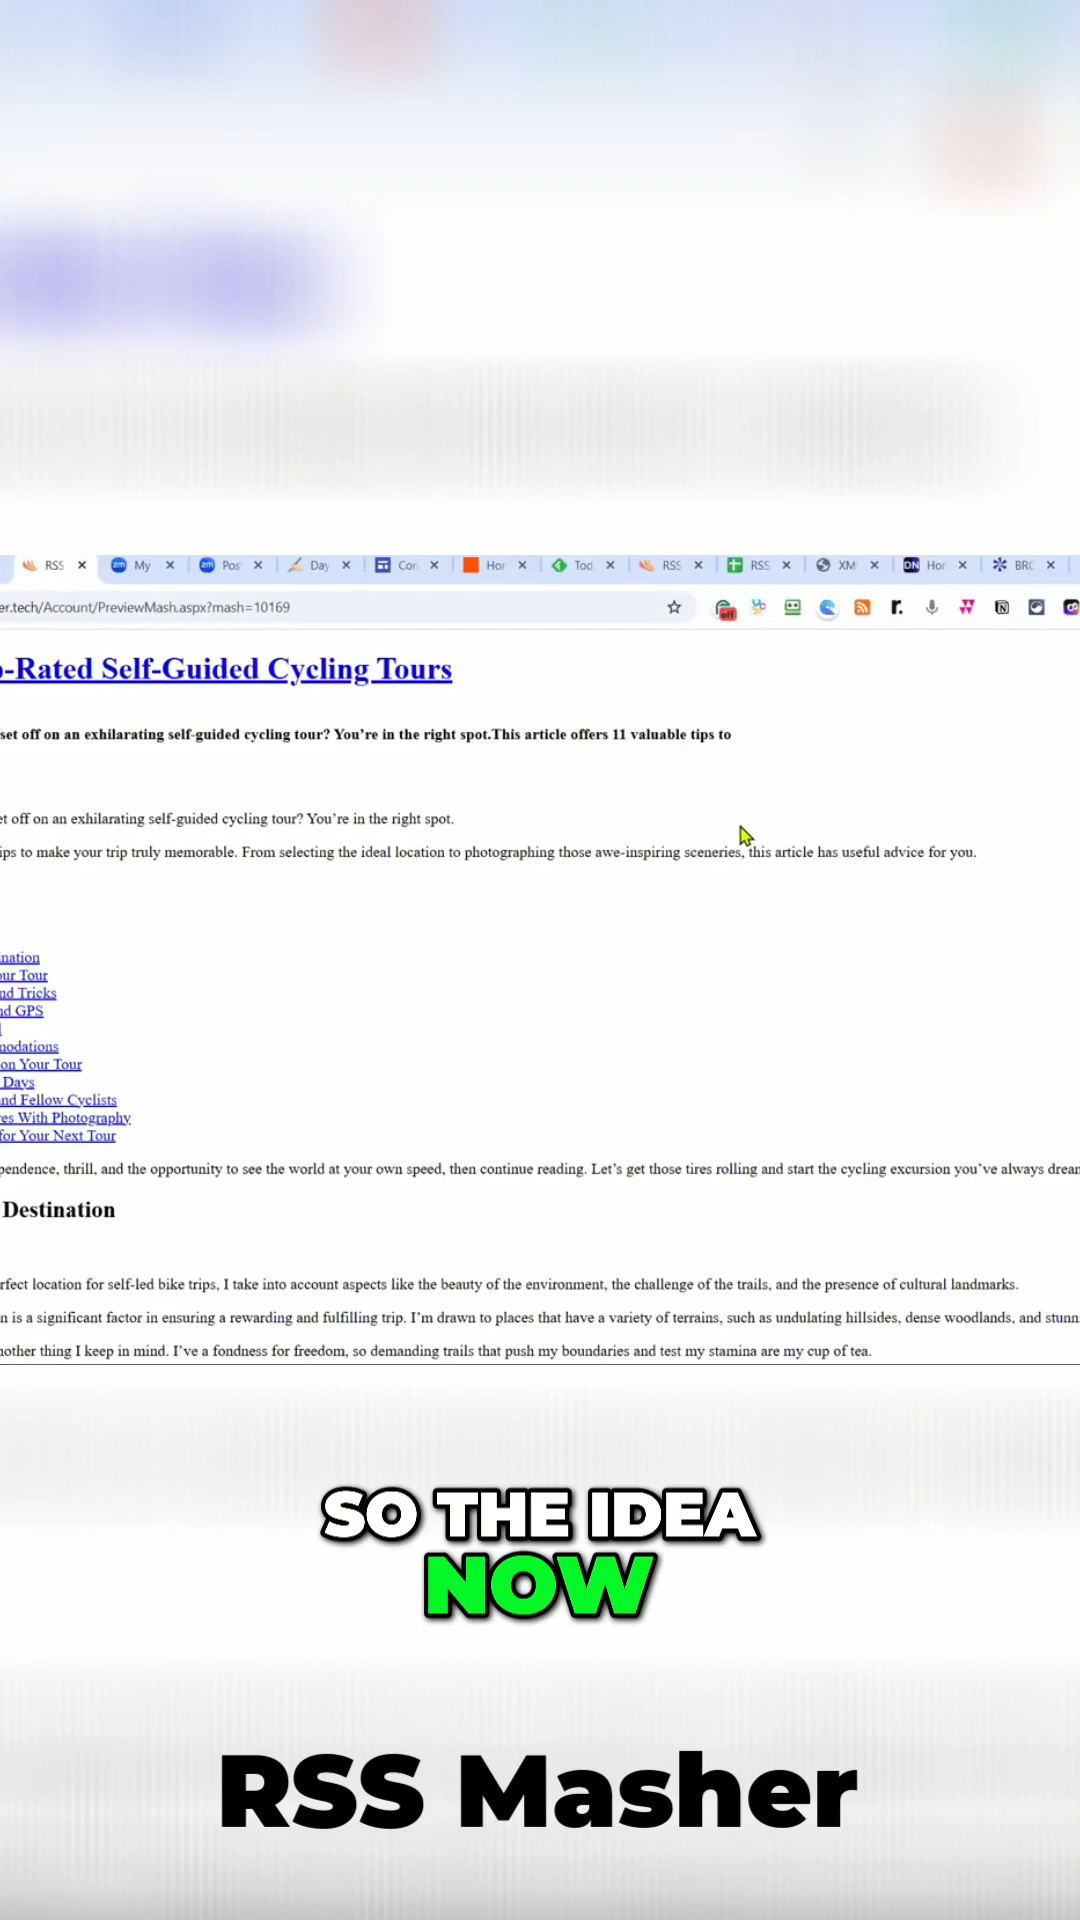 RSS My Pos Day Con Hor Tod RSS RSS XM Hor BRC
er.tech/Account/PreviewMash.aspx?mash=10169 off
-Rated Self-Guided Cycling Tours
set off on an exhilarating self-guided cycling tour? You're in the right spot.This article offers 11 valuable tips to
et off on an exhilarating self-guided cycling tour? You're in the right spot.
ips to make your trip truly memorable. From selecting the ideal location to photographing those awe-inspiring sceneries, this article has useful advice for you.
ination
our Tour
nd Tricks
nd GPS
modations
on Your Tour
Days
and Fellow Cyclists
res With Photography
for Your Next Tour
pendence, thrill, and the opportunity to see the world at your own speed, then continue reading. Let's get those tires rolling and start the cycling excursion you've always drean
Destination
rfect location for self-led bike trips, I take into account aspects like the beauty of the environment, the challenge of the trails, and the presence of cultural landmarks.
n is a significant factor in ensuring a rewarding and fulfilling trip. I'm drawn to places that have a variety of terrains, such as undulating hillsides, dense woodlands, and stunn
nother thing I keep in mind. I've a fondness for freedom, so demanding trails that push my boundaries and test my stamina are my cup of tea.
SO THE IDEA
NOW
RSS Masher